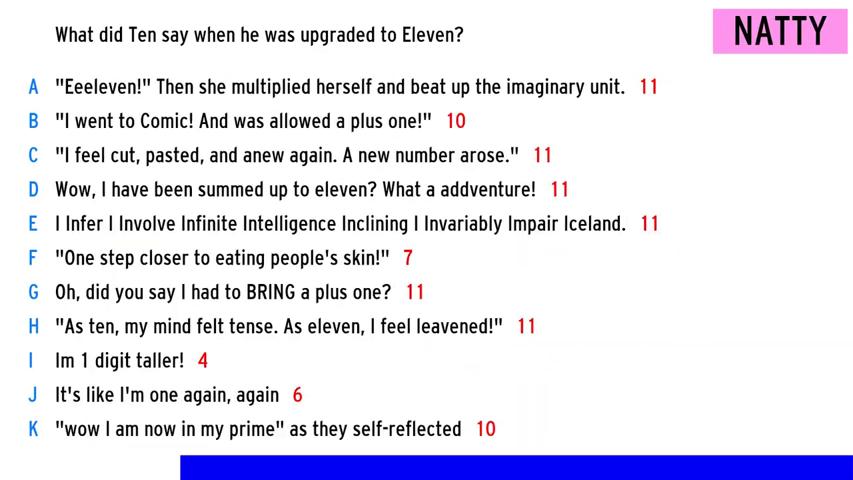 What did Ten say when he was upgraded to Eleven?
NATTY
A "Eeeleven!" Then she multiplied herself and beat up the imaginary unit. 11
B "I went to Comic! And was allowed a plus one!" 10
C "I feel cut, pasted, and anew again. A new number arose." 11
D Wow, I have been summed up to eleven? What a addventure! 11
E I Infer I Involve Infinite Intelligence Inclining I Invariably Impair Iceland. 11
F "One step closer to eating people's skin!" 7
G Oh, did you say I had to BRING a plus one? 11
H "As ten, my mind felt tense. As eleven, I feel leavened!" 11
I Im 1 digit taller! 4
J It's like I'm one again, again 6
K "wow I am now in my prime" as they self-reflected 10